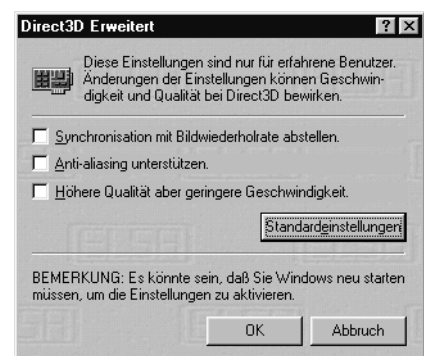 Direct3D Erweitert
Diese Einstellungen sind nur für erfahrene Benutzer.
Änderungen der Einstellungen können Geschwin-
digkeit und Qualität bei Direct3D bewirken.
Synchronisation mit Bildwiederholrate abstellen.
Anti-aliasing unterstützen.
Höhere Qualität aber geringere Geschwindigkeit.
Standardeinstellungen
BEMERKUNG: Es könnte sein, daß Sie Windows neu starten
müssen, um die Einstellungen zu aktivieren.
OK Abbruch